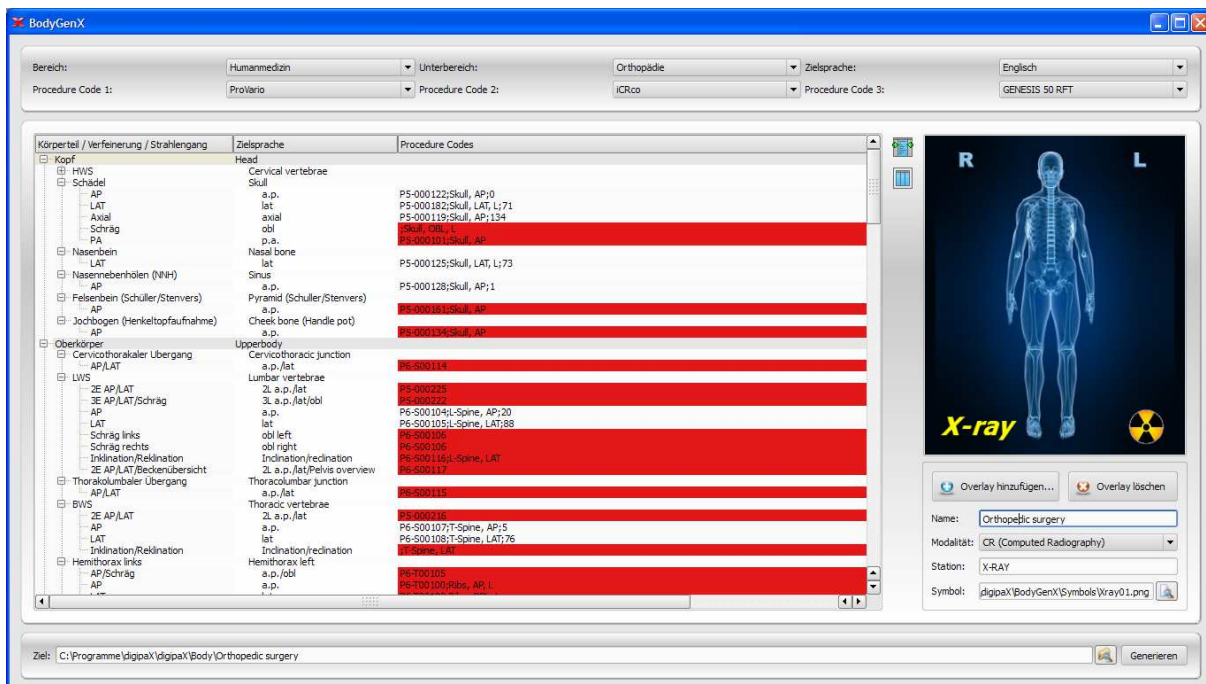 BodyGenX
Bereich: Humanmedizin Unterbereich: Orthopädie Zielsprache: Englisch
Procedure Code 1: ProVario Procedure Code 2: iCRco Procedure Code 3: GENESIS 50 RFT
Körperteil / Verfeinerung / Strahlengang Zielsprache Procedure Codes
Kopf Head
HWS Cervical vertebrae
Schädel Skull
AP a.p. P5-000122;Skull, AP;0
LAT lat P5-000182;Skull, LAT, L;71
Axial axial P5-000119;Skull, AP;134
Schräg obl ;Skull, OBL, L
PA p.a. P5-000101;Skull, AP
Nasenbein Nasal bone
LAT lat P5-000125;Skull, LAT, L;73
Nasennebenhölen (NNH) Sinus
AP a.p. P5-000128;Skull, AP;1
Felsenbein (Schüller/Stenvers) Pyramid (Schuller/Stenvers)
AP a.p. P5-000161;Skull, AP
Jochbogen (Henkeltopfaufnahme) Cheek bone (Handle pot)
AP a.p. P5-000134;Skull, AP
Oberkörper Upperbody
Cervicothorakaler Übergang Cervicothoracic junction
AP/LAT a.p./lat P6-S00114
LWS Lumbar vertebrae
2E AP/LAT 2L a.p./lat P5-000225
3E AP/LAT/Schräg 3L a.p./lat/obl P5-000222
AP a.p. P6-S00104;L-Spine, AP;20
LAT lat P6-S00105;L-Spine, LAT;88
Schräg links obl left P6-S00106
Schräg rechts obl right P6-S00106
Inklination/Reklination Inclination/reclination P6-S00116;L-Spine, LAT
2E AP/LAT/Beckenübersicht 2L a.p./lat/Pelvis overview P6-S00117
Thorakolumbaler Übergang Thoracolumbar junction
AP/LAT a.p./lat P6-S00115
BWS Thoracic vertebrae
2E AP/LAT 2L a.p./lat P5-000216
AP a.p. P6-S00107;T-Spine, AP;5
LAT lat P6-S00108;T-Spine, LAT;76
Inklination/Reklination Inclination/reclination ;T-Spine, LAT
Hemithorax links Hemithorax left
AP/Schräg a.p./obl P6-T00105
AP a.p. P6-T00100;Ribs, AP, L
R L
X-ray
Overlay hinzufügen... Overlay löschen
Name: Orthopedic surgery
Modalität: CR (Computed Radiography)
Station: X-RAY
Symbol: digipaX\BodyGenX\Symbols\Xray01.png
Ziel: C:\Programme\digipaX\digipaX\Body\Orthopedic surgery Generieren